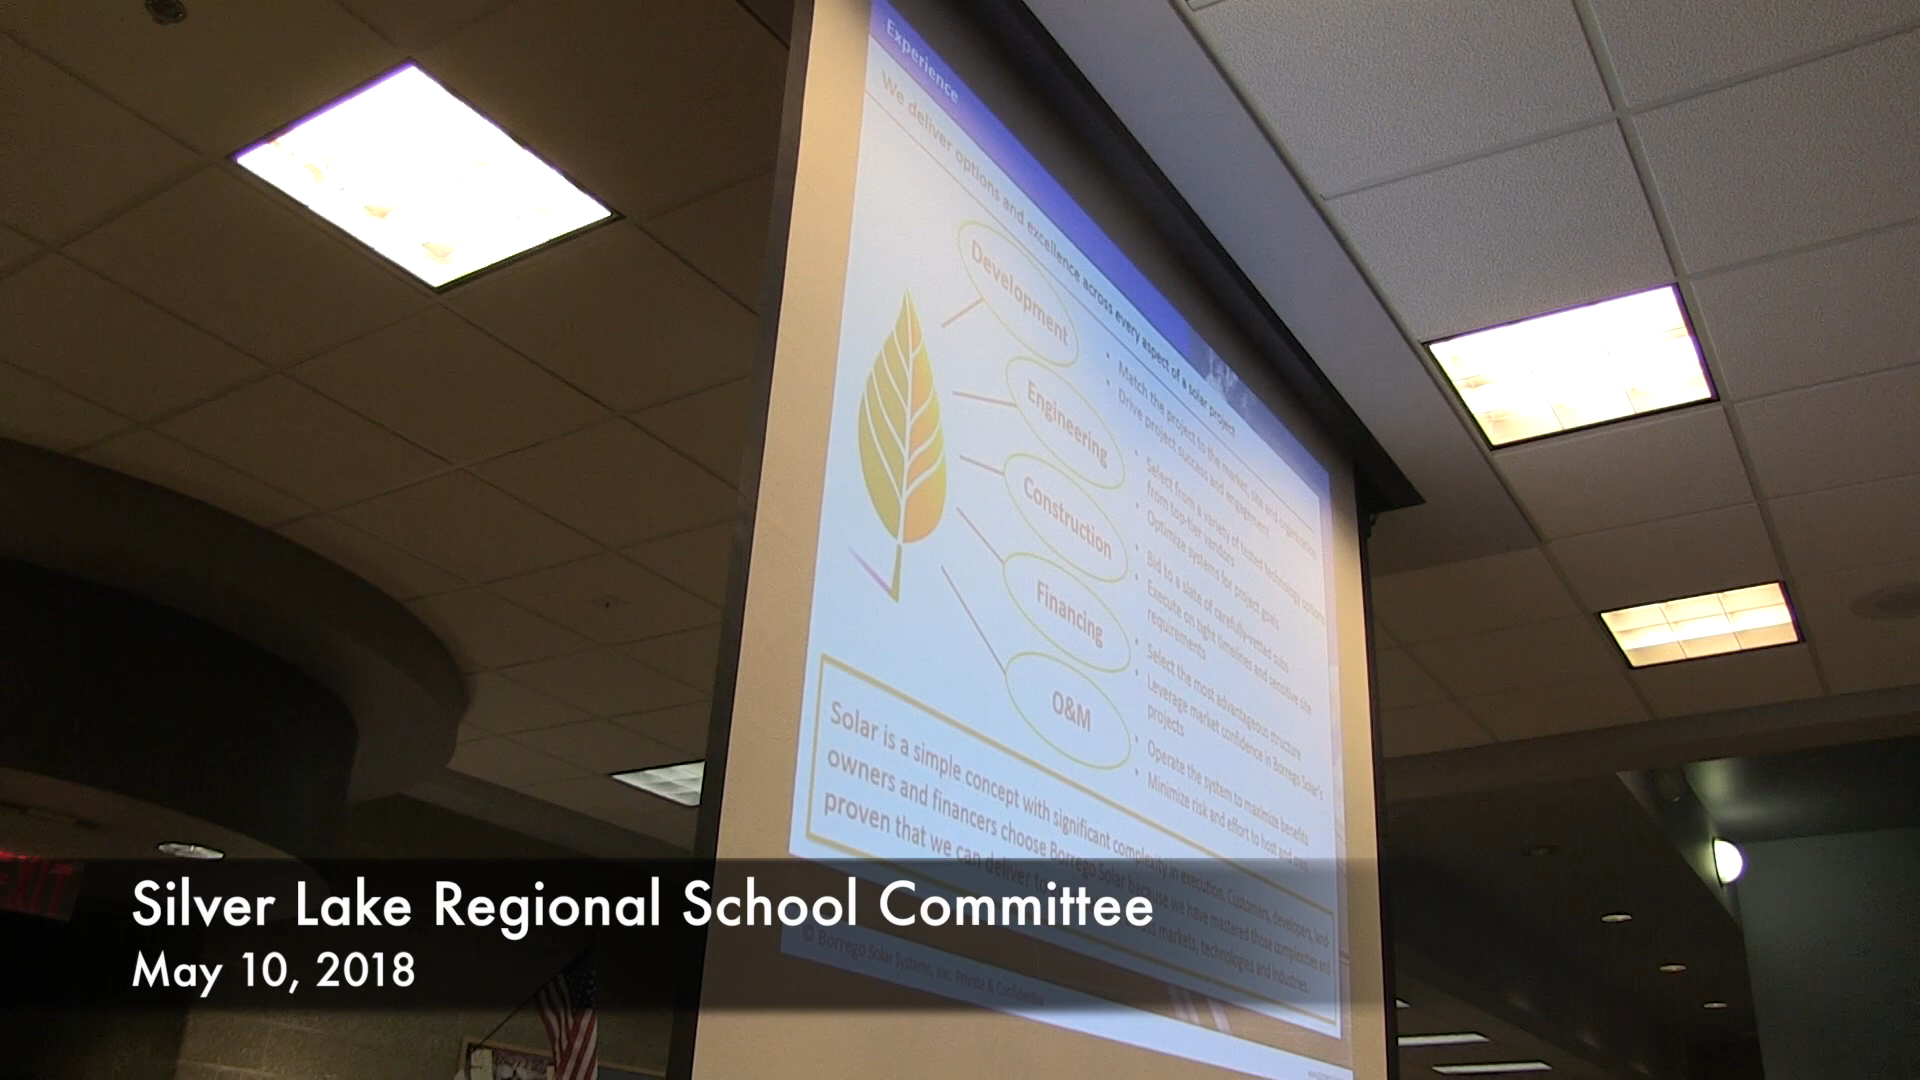 Experience
We deliver options and excellence across every aspect of a solar project
Development
• Match the project to the market, site and organization
• Drive project success and engagement
Engineering
• Select from a variety of tested technology options
from top-tier vendors
• Optimize systems for project goals
Construction
• Bid to a slate of carefully-vetted subs
• Execute on tight timelines and sensitive site
requirements
Financing
• Select the most advantageous structure
• Leverage market confidence in Borrego Solar's
projects
O&M
• Operate the system to maximize benefits
• Minimize risk and effort to host and
Solar is a simple concept with significant complexity in execution. Customers, developers, land-
owners and financers choose Borrego Solar because we have mastered those complexities and
proven that we can deliver markets, technologies and industries.
© Borrego Solar Systems, Inc. Private & Confidential
EXIT
Silver Lake Regional School Committee
May 10, 2018